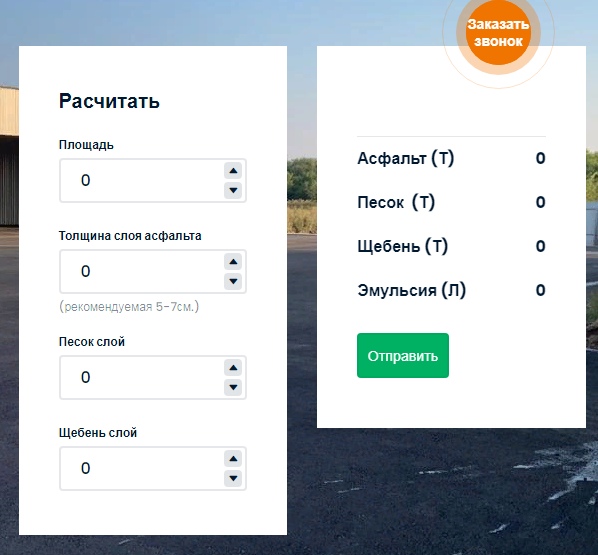 Заказать
звонок
Расчитать
Площадь
0
Толщина слоя асфальта
0
(рекомендуемая 5-7см.)
Песок слой
0
Щебень слой
0
Асфальт (Т) 0
Песок (Т) 0
Щебень (Т) 0
Эмульсия (Л) 0
Отправить